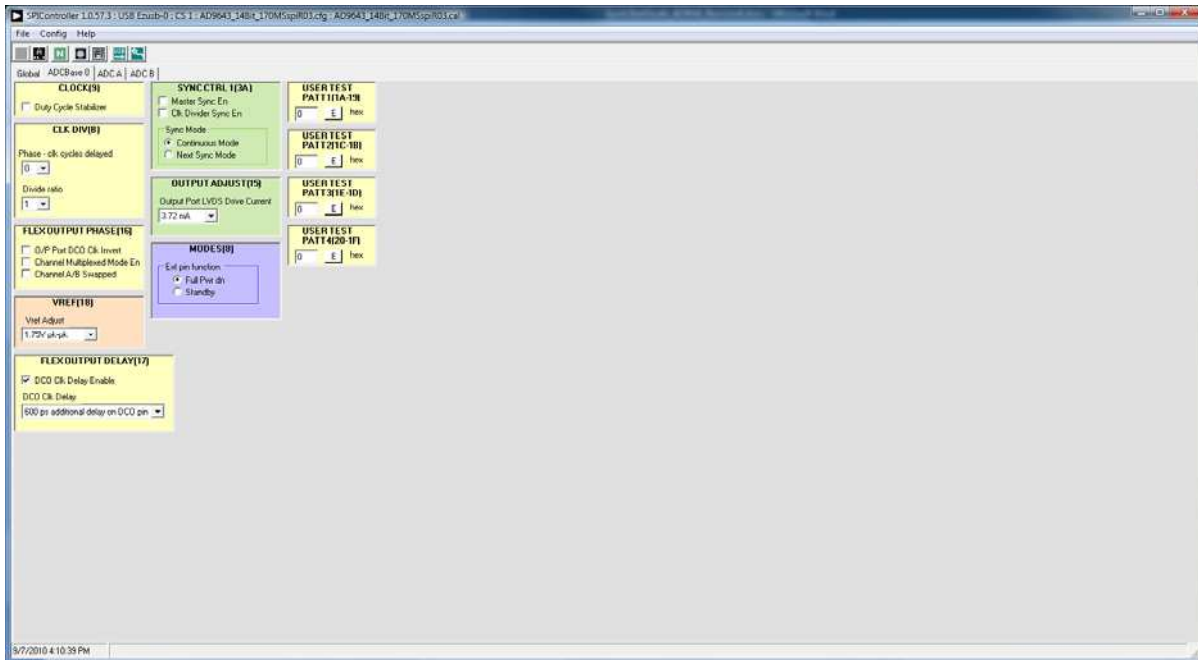 SPIController 1.0.57.3 : USB Ezusb-0 : CS 1 : AD9643_14Bit_170MSspiR03.cfg : AD9643_14Bit_170MSspiR03.cal
File Config Help
Global ADCBase 0 ADC A ADC B
CLOCK(9)
Duty Cycle Stabilizer
CLK DIV(B)
Phase - clk cycles delayed
0
Divide ratio
1
FLEX OUTPUT PHASE(16)
O/P Port DCO Clk Invert
Channel Multiplexed Mode En
Channel A/B Swapped
VREF(18)
Vref Adjust
1.75V pk-pk
FLEX OUTPUT DELAY(17)
DCO Clk Delay Enable
DCO Clk Delay
600 ps additional delay on DCO pin
SYNC CTRL 1(3A)
Master Sync En
Clk Divider Sync En
Sync Mode
Continuous Mode
Next Sync Mode
OUTPUT ADJUST(15)
Output Port LVDS Drive Current
3.72 mA
MODES(8)
Ext pin function
Full Pwr dn
Standby
USER TEST
PATT1(1A-19)
0 E hex
USER TEST
PATT2(1C-1B)
0 E hex
USER TEST
PATT3(1E-1D)
0 E hex
USER TEST
PATT4(20-1F)
0 E hex
9/7/2010 4:10:39 PM